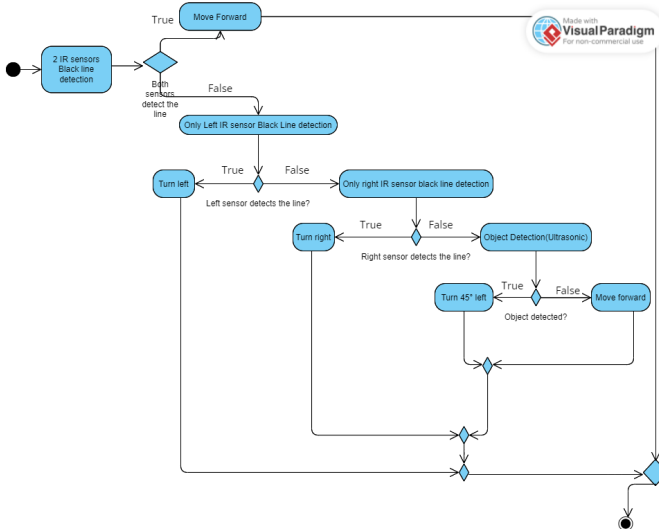 True
Move Forward
Made with
Visual Paradigm
For non-commercial use
2 IR sensors
Black line
detection
Both
sensors
detect the
line
False
Only Left IR sensor Black Line detection
True
False
Turn left
Only right IR sensor black line detection
Left sensor detects the line?
True
False
Turn right
Object Detection(Ultrasonic)
Right sensor detects the line?
True
False
Turn 45° left
Move forward
Object detected?